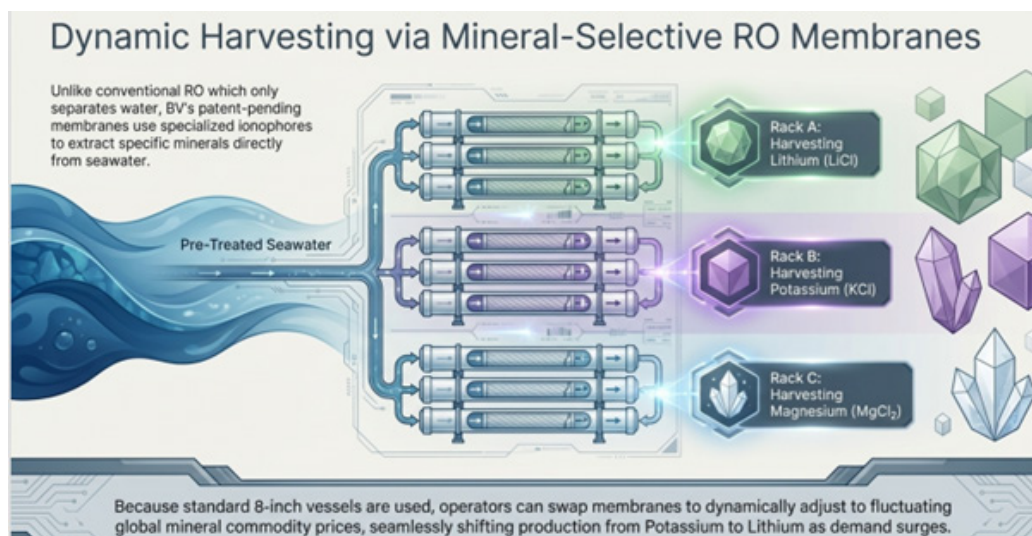 Dynamic Harvesting via Mineral-Selective RO Membranes
Unlike conventional RO which only
separates water, BV's patent-pending
membranes use specialized ionophores
to extract specific minerals directly
from seawater.
Pre-Treated Seawater
Rack A:
Harvesting
Lithium (LiCl)
Rack B:
Harvesting
Potassium (KCl)
Rack C:
Harvesting
Magnesium (MgCl₂)
Because standard 8-inch vessels are used, operators can swap membranes to dynamically adjust to fluctuating
global mineral commodity prices, seamlessly shifting production from Potassium to Lithium as demand surges.